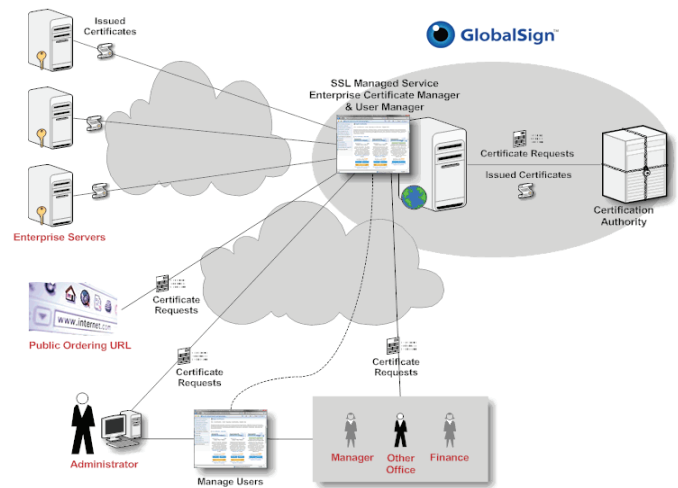 Issued
Certificates
GlobalSign™
SSL Managed Service
Enterprise Certificate Manager
& User Manager
Certificate Requests
Issued Certificates
Certification
Authority
Enterprise Servers
www.internet.com
Certificate
Requests
Public Ordering URL
Certificate
Requests
Certificate
Requests
Administrator
Manage Users
Manager
Other
Office
Finance